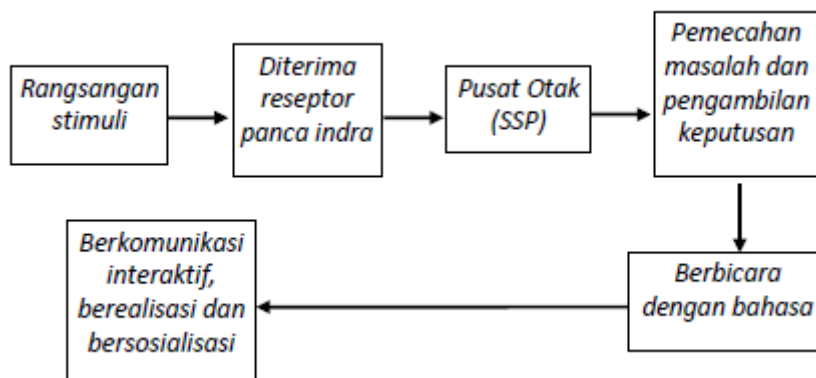 Rangsangan
stimuli
Diterima
reseptor
panca indra
Pusat Otak
(SSP)
Pemecahan
masalah dan
pengambilan
keputusan
Berbicara
dengan bahasa
Berkomunikasi
interaktif,
berealisasi dan
bersosialisasi